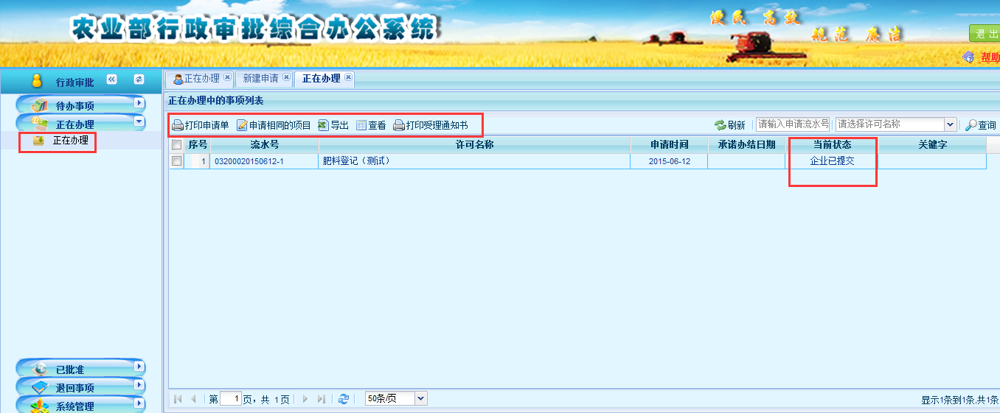 农业部行政审批综合办公系统
便民 高效
规范 廉洁
退出
帮助
行政审批
待办事项
正在办理
正在办理
已批准
退回事项
系统管理
正在办理 新建申请 正在办理
正在办理中的事项列表
打印申请单 申请相同的项目 导出 查看 打印受理通知书 刷新 请输入申请流水号 请选择许可名称 查询
序号 流水号 许可名称 申请时间 承诺办结日期 当前状态 关键字
1 03200020150612-1 肥料登记（测试） 2015-06-12 企业已提交
第 1 页，共 1页 50条/页 显示1条到1条,共1条